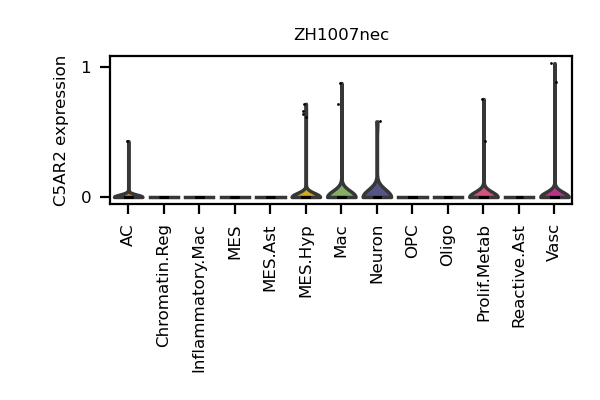 ZH1007nec
C5AR2 expression
1
0
AC
Chromatin.Reg
Inflammatory.Mac
MES
MES.Ast
MES.Hyp
Mac
Neuron
OPC
Oligo
Prolif.Metab
Reactive.Ast
Vasc